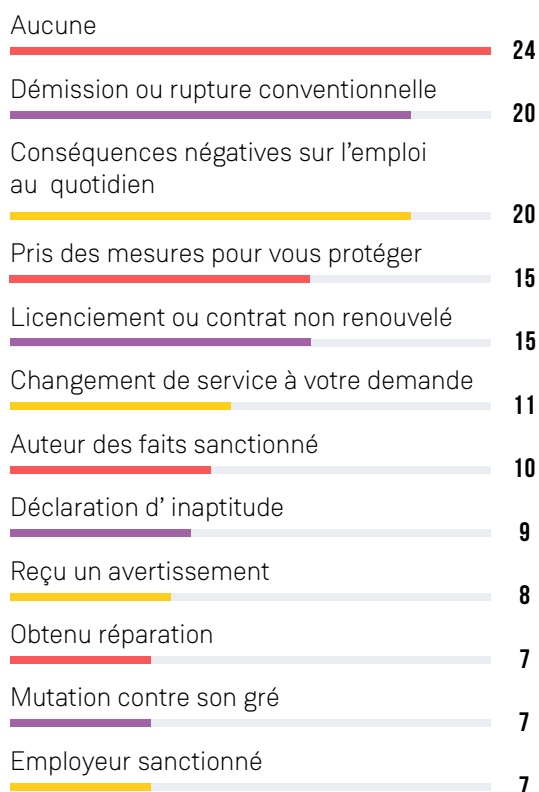 Aucune
24
Démission ou rupture conventionnelle
20
Conséquences négatives sur l’emploi
au quotidien
20
Pris des mesures pour vous protéger
15
Licenciement ou contrat non renouvelé
15
Changement de service à votre demande
11
Auteur des faits sanctionné
10
Déclaration d’ inaptitude
9
Reçu un avertissement
8
Obtenu réparation
7
Mutation contre son gré
7
Employeur sanctionné
7